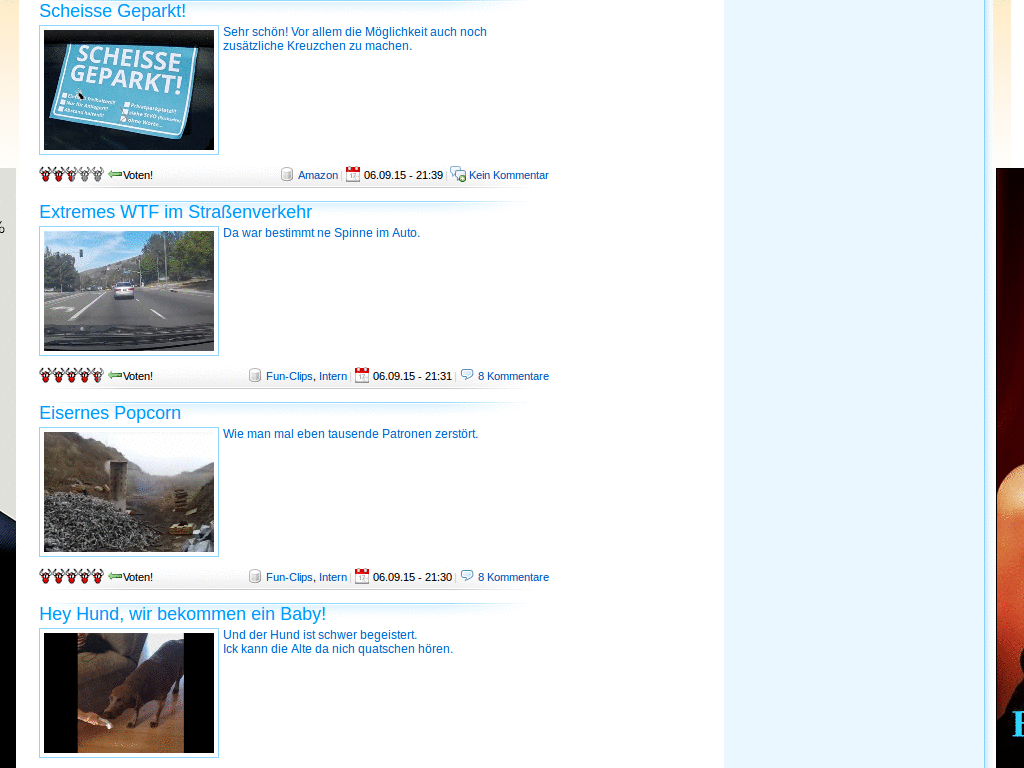 Scheisse Geparkt!
Sehr schön! Vor allem die Möglichkeit auch noch
zusätzliche Kreuzchen zu machen.
SCHEISSE
GEPARKT!
Voten!
Amazon | 06.09.15 - 21:39 | Kein Kommentar
Extremes WTF im Straßenverkehr
Da war bestimmt ne Spinne im Auto.
Voten!
Fun-Clips, Intern | 06.09.15 - 21:31 | 8 Kommentare
Eisernes Popcorn
Wie man mal eben tausende Patronen zerstört.
Voten!
Fun-Clips, Intern | 06.09.15 - 21:30 | 8 Kommentare
Hey Hund, wir bekommen ein Baby!
Und der Hund ist schwer begeistert.
Ick kann die Alte da nich quatschen hören.